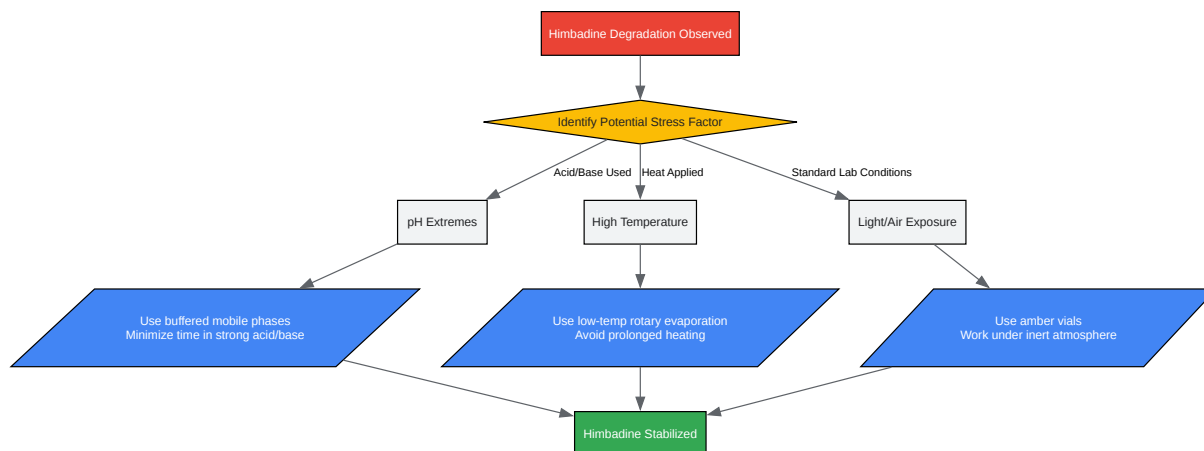 Himbadine Degradation Observed
Identify Potential Stress Factor
Acid/Base Used
Heat Applied
Standard Lab Conditions
pH Extremes
High Temperature
Light/Air Exposure
Use buffered mobile phases
Minimize time in strong acid/base
Use low-temp rotary evaporation
Avoid prolonged heating
Use amber vials
Work under inert atmosphere
Himbadine Stabilized